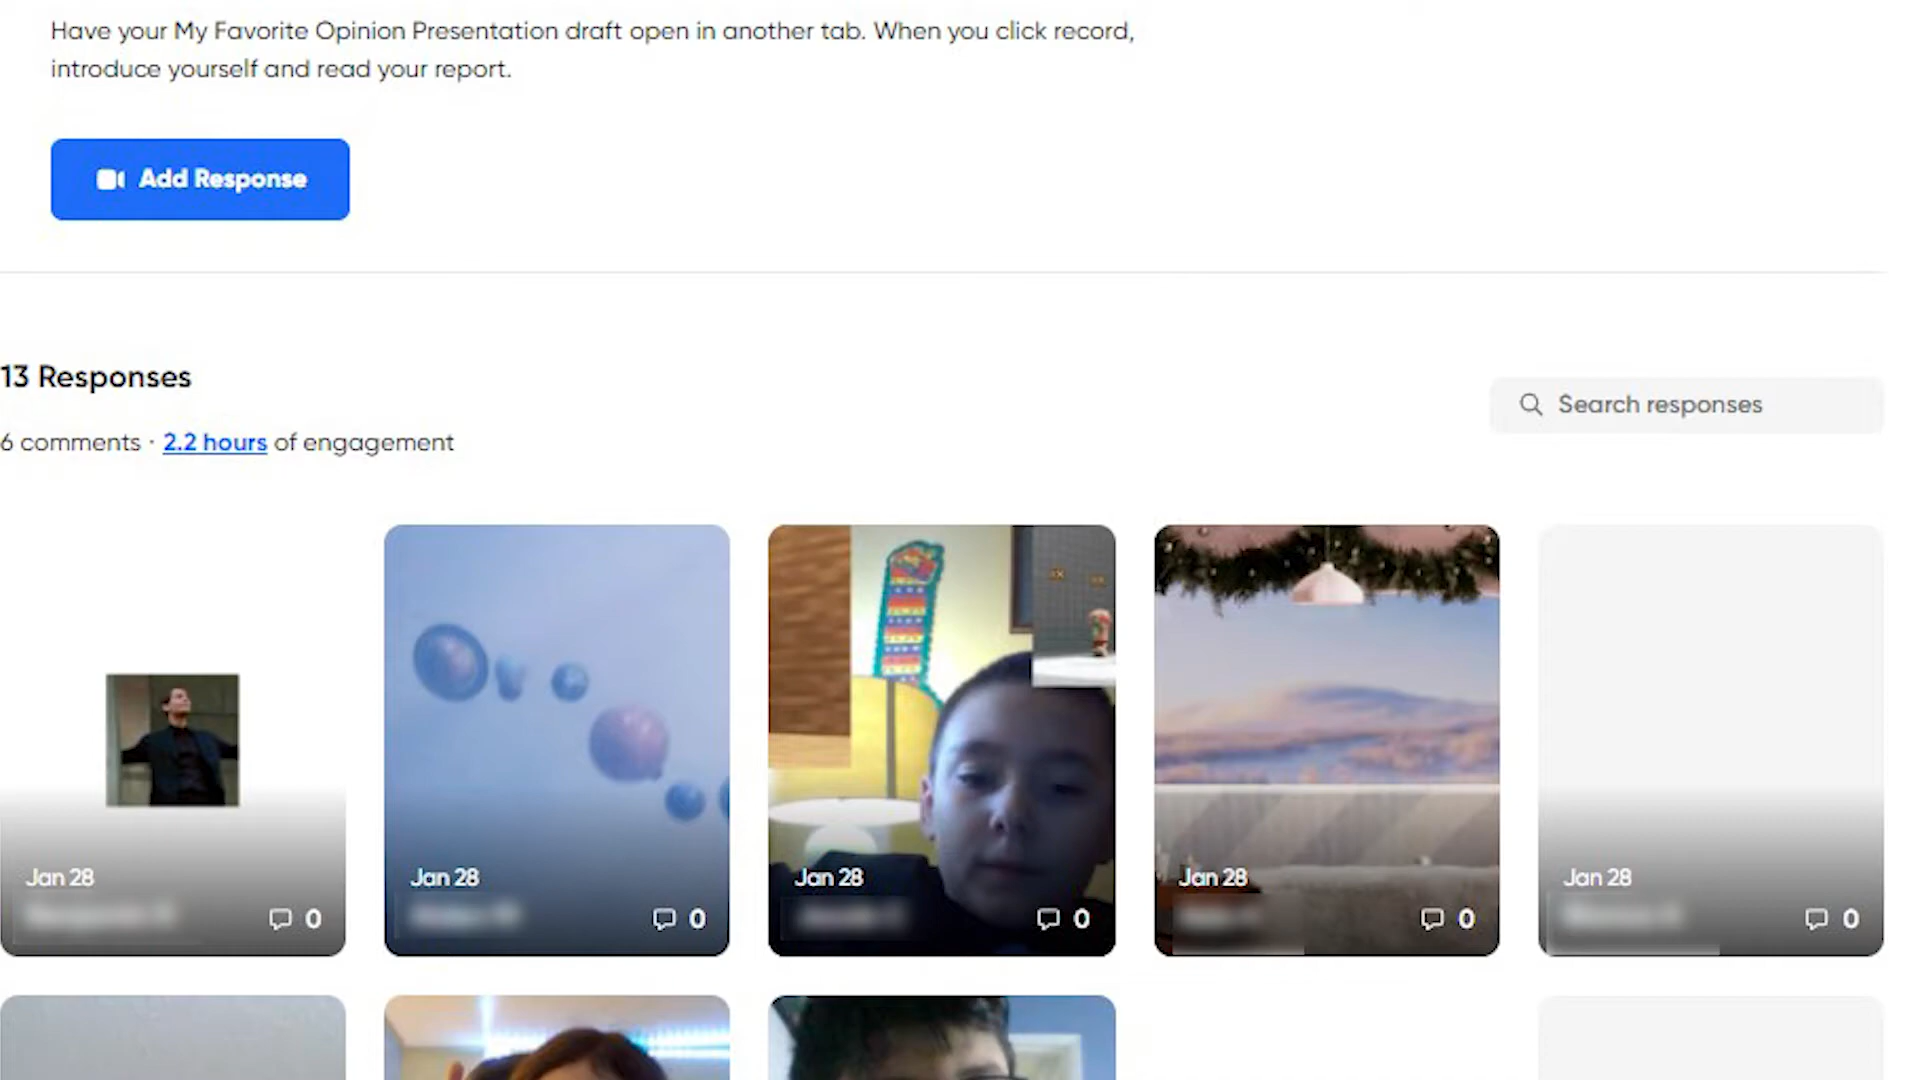 Have your My Favorite Opinion Presentation draft open in another tab. When you click record,
introduce yourself and read your report.
Add Response
13 Responses
Search responses
6 comments · 2.2 hours of engagement
Jan 28
0
Jan 28
0
Jan 28
0
Jan 28
0
Jan 28
0